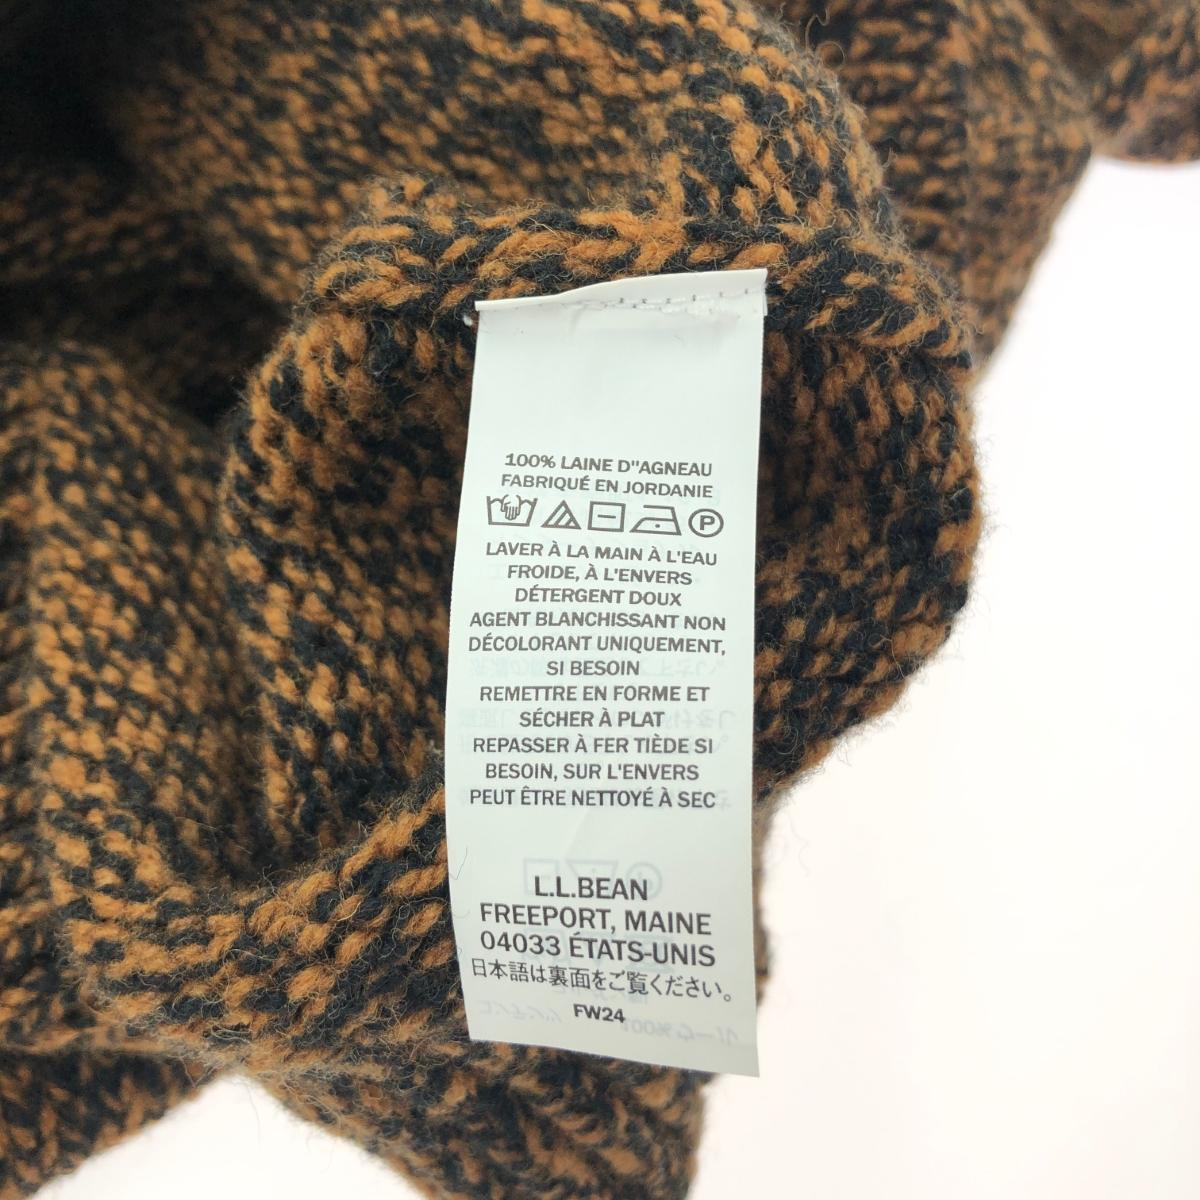 100% LAINE D"AGNEAU
FABRIQUÉ EN JORDANIE
P
LAVER À LA MAIN À L'EAU
FROIDE, À L'ENVERS
DÉTERGENT DOUX
AGENT BLANCHISSANT NON
DÉCOLORANT UNIQUEMENT,
SI BESOIN
REMETTRE EN FORME ET
SÉCHER À PLAT
REPASSER À FER TIÈDE SI
BESOIN, SUR L'ENVERS
PEUT ÊTRE NETTOYÉ À SEC
L.L.BEAN
FREEPORT, MAINE
04033 ÉTATS-UNIS
日本語は裏面をご覧ください。
FW24